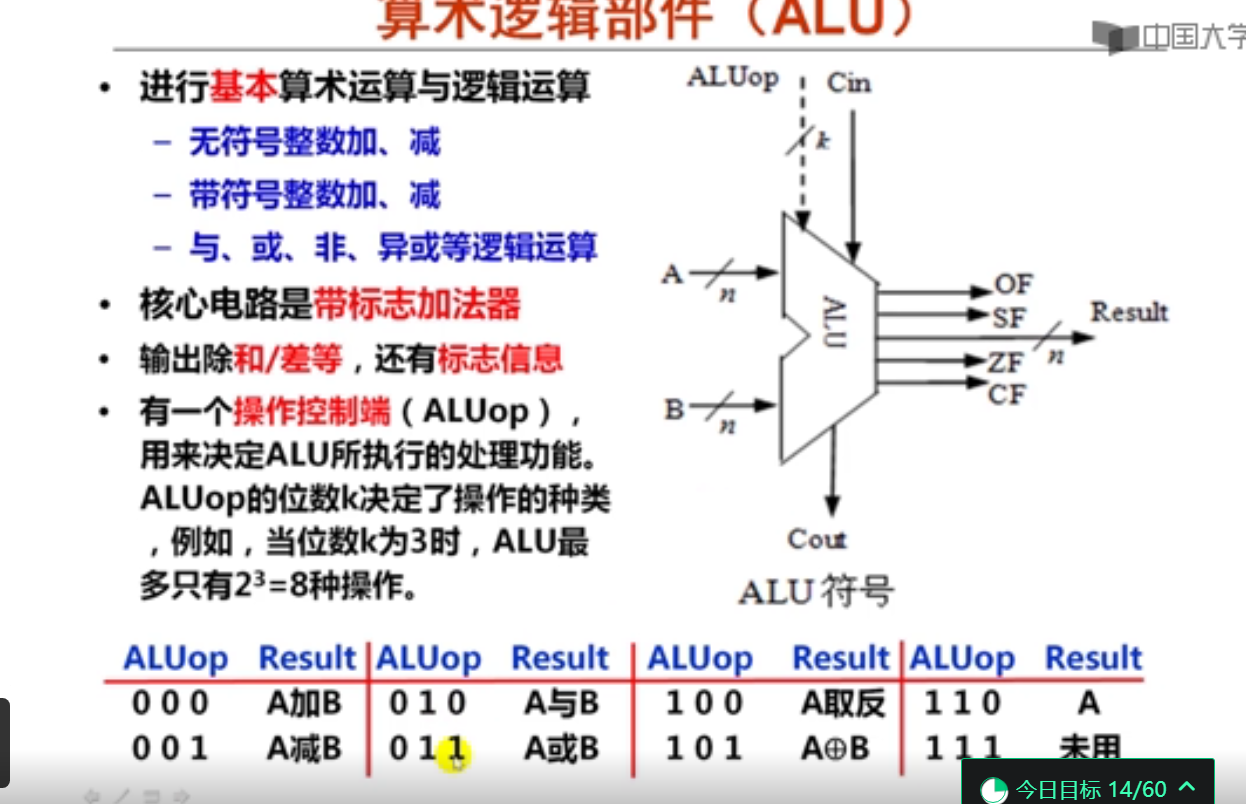 算术逻辑部件（ALU）
中国大学
• 进行基本算术运算与逻辑运算
– 无符号整数加、减
– 带符号整数加、减
– 与、或、非、异或等逻辑运算
• 核心电路是带标志加法器
• 输出除和/差等，还有标志信息
• 有一个操作控制端（ALUop），
用来决定ALU所执行的处理功能。
ALUop的位数k决定了操作的种类
，例如，当位数k为3时，ALU最
多只有2³=8种操作。
ALUop Cin
k
A n
B n
ALU
OF
SF
Result
n
ZF
CF
Cout
ALU 符号
ALUop Result ALUop Result ALUop Result ALUop Result
0 0 0 A加B 0 1 0 A与B 1 0 0 A取反 1 1 0 A
0 0 1 A减B 0 1 1 A或B 1 0 1 A⊕B 1 1 1 未用
今日目标 14/60